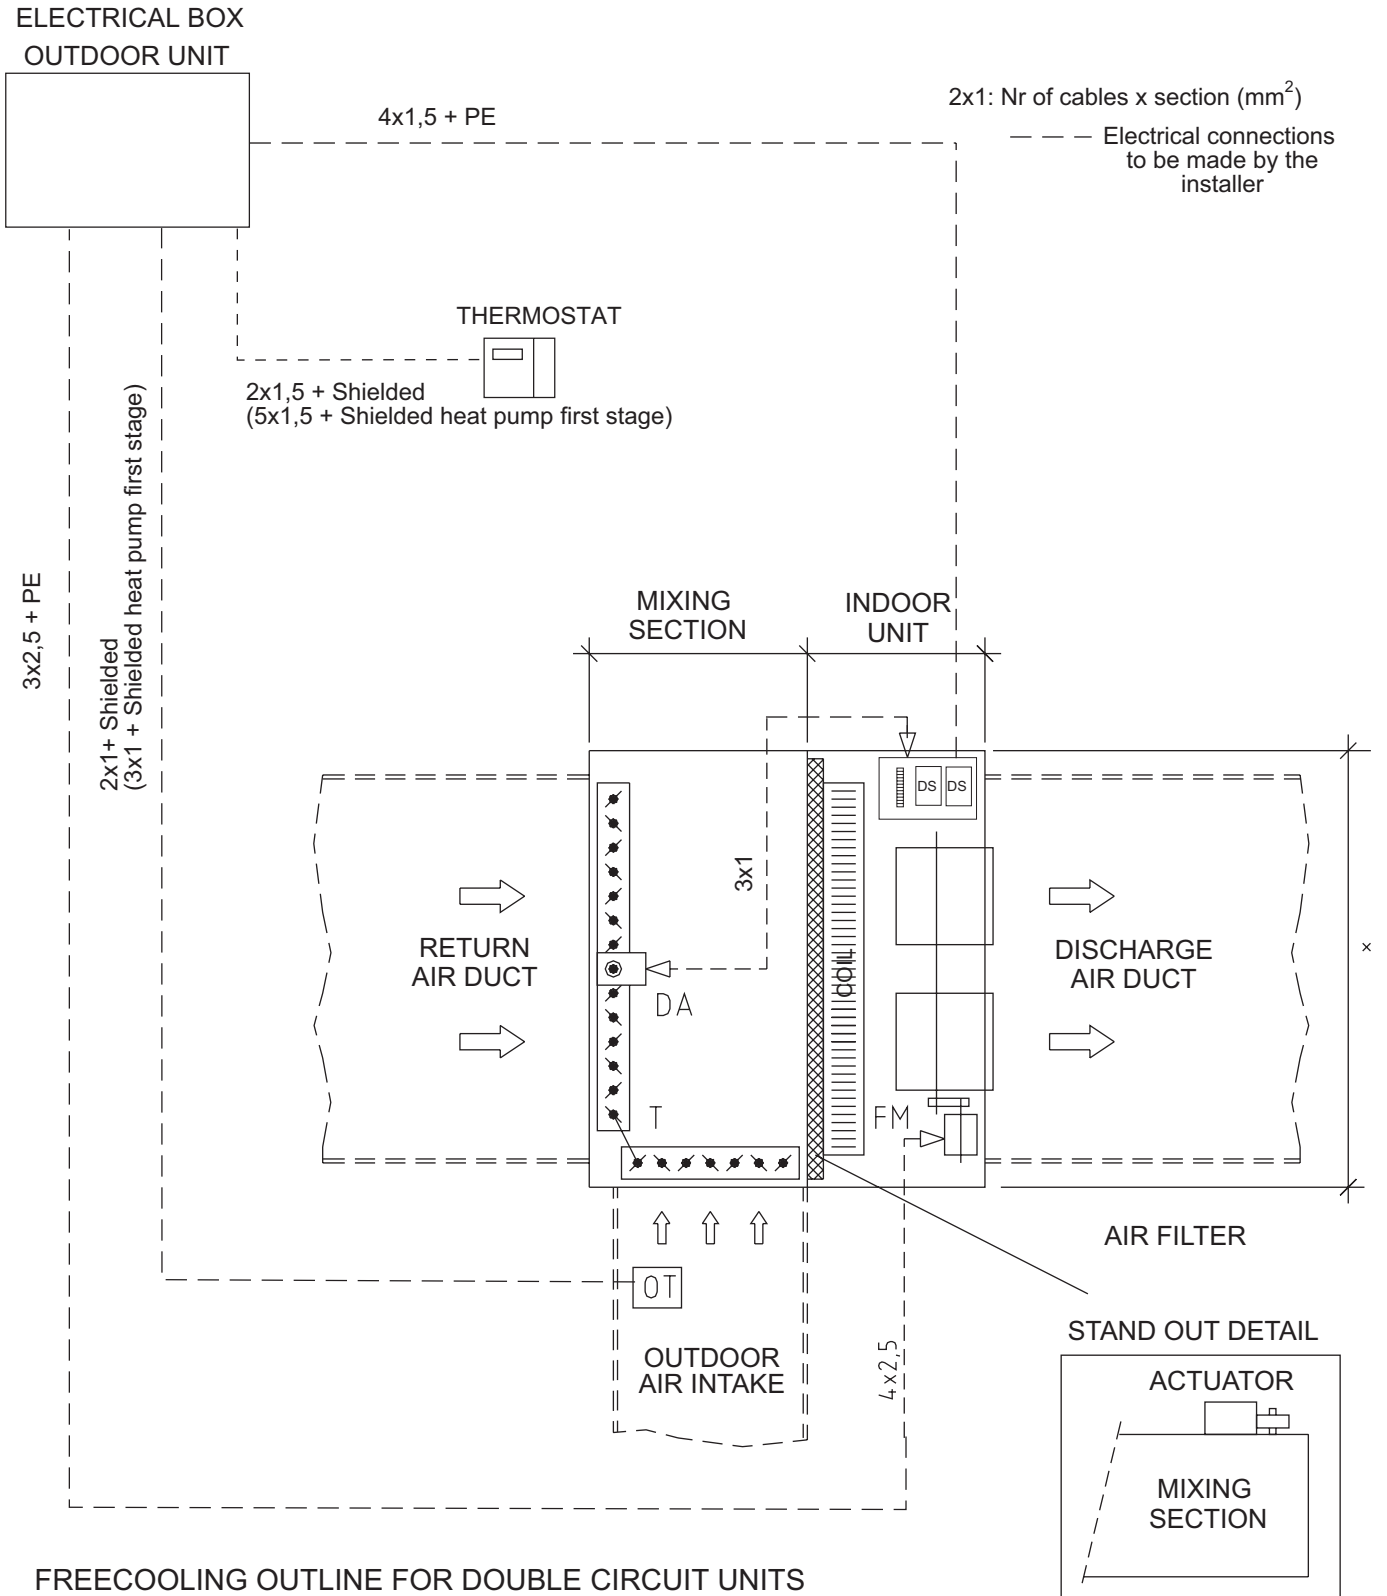 ELECTRICAL BOX
OUTDOOR UNIT
4x1,5 + PE
2x1: Nr of cables x section (mm²)
Electrical connections
to be made by the
installer
THERMOSTAT
2x1,5 + Shielded
(5x1,5 + Shielded heat pump first stage)
3x2,5 + PE
2x1+ Shielded
(3x1 + Shielded heat pump first stage)
MIXING
SECTION
INDOOR
UNIT
DS
DS
3x1
RETURN
AIR DUCT
COIL
DISCHARGE
AIR DUCT
x
DA
T
FM
AIR FILTER
OT
OUTDOOR
AIR INTAKE
4x2,5
STAND OUT DETAIL
ACTUATOR
MIXING
SECTION
FREECOOLING OUTLINE FOR DOUBLE CIRCUIT UNITS